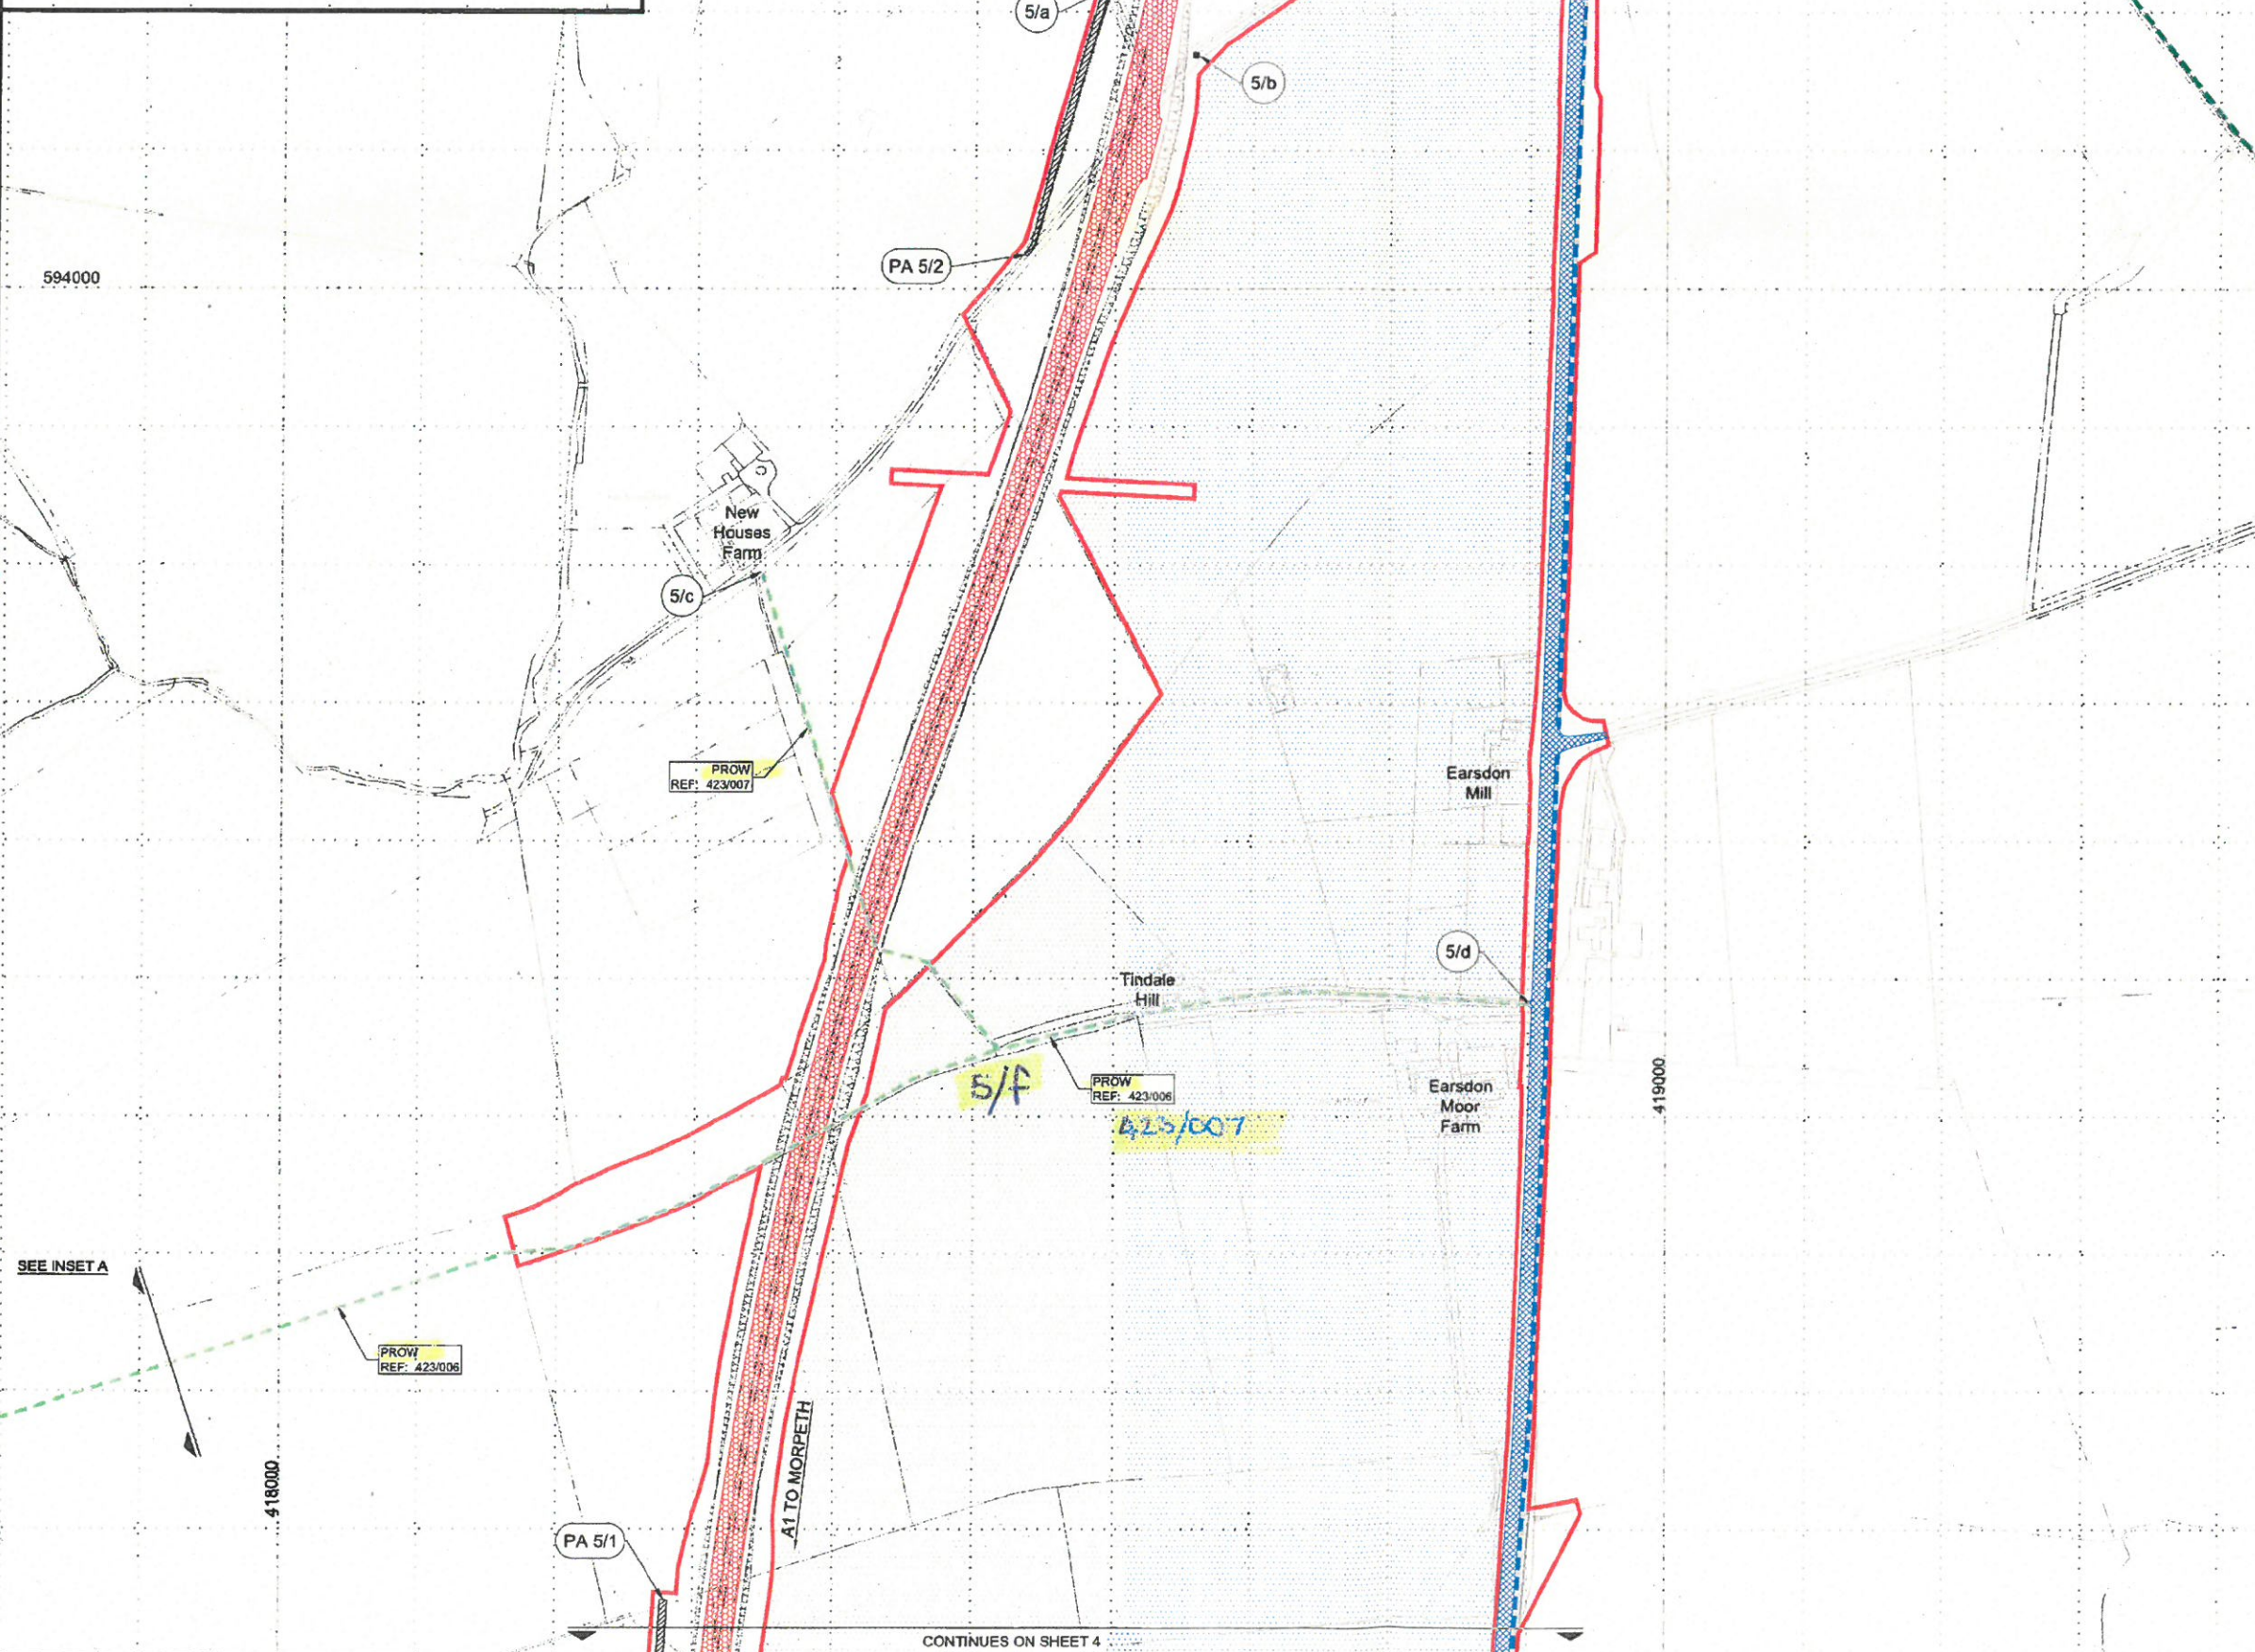 5/a
5/b
PA 5/2
594000
New
Houses
Farm
5/c
PROW
REF: 423/007
Earsdon
Mill
5/d
Tindale
Hill
5/f
PROW
REF: 423/006
423/007
Earsdon
Moor
Farm
419000
SEE INSET A
PROW
REF: 423/006
418000
A1 TO MORPETH
PA 5/1
CONTINUES ON SHEET 4